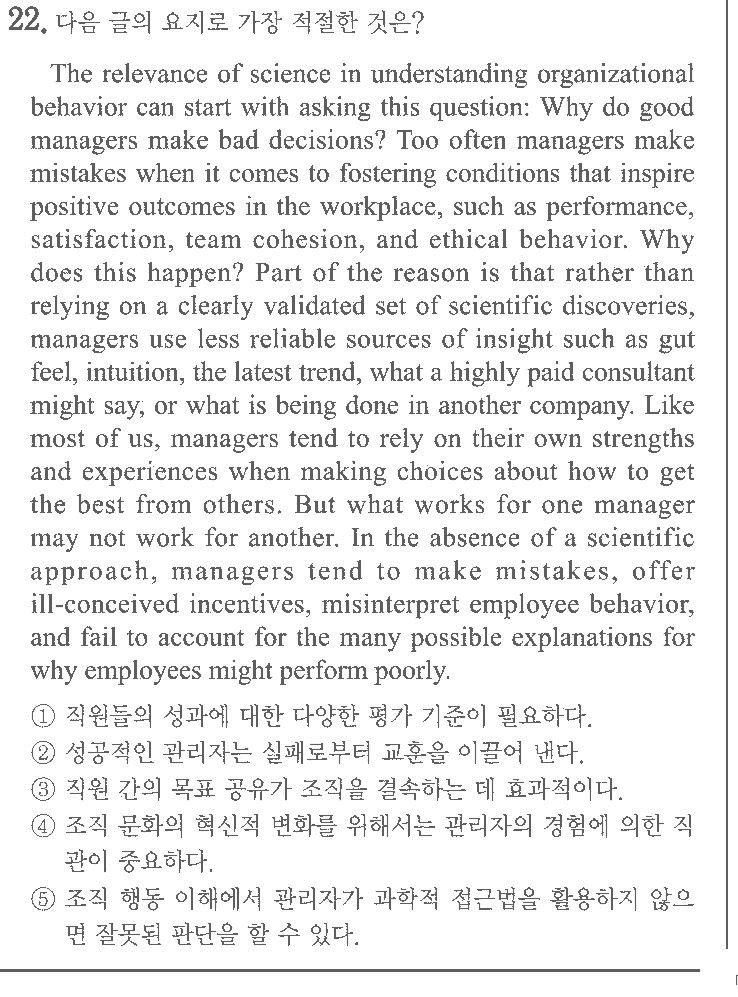 22. 다음 글의 요지로 가장 적절한 것은?
The relevance of science in understanding organizational
behavior can start with asking this question: Why do good
managers make bad decisions? Too often managers make
mistakes when it comes to fostering conditions that inspire
positive outcomes in the workplace, such as performance,
satisfaction, team cohesion, and ethical behavior. Why
does this happen? Part of the reason is that rather than
relying on a clearly validated set of scientific discoveries,
managers use less reliable sources of insight such as gut
feel, intuition, the latest trend, what a highly paid consultant
might say, or what is being done in another company. Like
most of us, managers tend to rely on their own strengths
and experiences when making choices about how to get
the best from others. But what works for one manager
may not work for another. In the absence of a scientific
approach, managers tend to make mistakes, offer
ill-conceived incentives, misinterpret employee behavior,
and fail to account for the many possible explanations for
why employees might perform poorly.
① 직원들의 성과에 대한 다양한 평가 기준이 필요하다.
② 성공적인 관리자는 실패로부터 교훈을 이끌어 낸다.
③ 직원 간의 목표 공유가 조직을 결속하는 데 효과적이다.
④ 조직 문화의 혁신적 변화를 위해서는 관리자의 경험에 의한 직
관이 중요하다.
⑤ 조직 행동 이해에서 관리자가 과학적 접근법을 활용하지 않으
면 잘못된 판단을 할 수 있다.